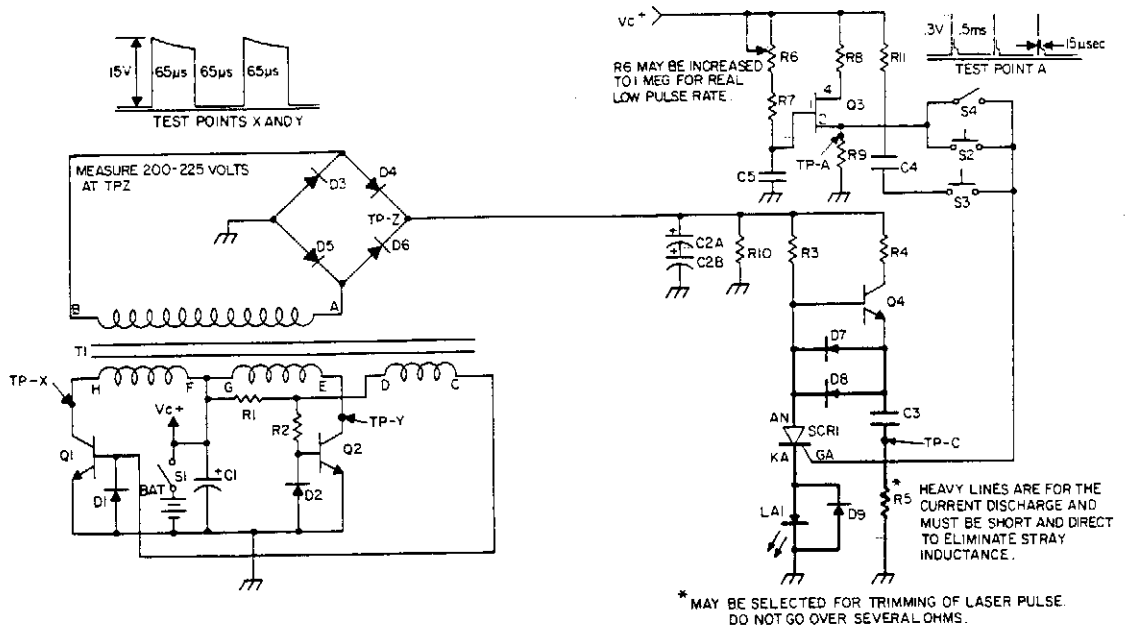 15V
65µs
65µs
65µs
TEST POINTS X AND Y
MEASURE 200-225 VOLTS
AT TPZ
D3
D4
TP-Z
D5
D6
B
A
T1
TP-X
H
F
G
E
D
C
Vc+
R1
R2
TP-Y
Q1
D1
S1
BAT
C1
D2
Q2
Vc+
R6 MAY BE INCREASED
TO 1 MEG FOR REAL
LOW PULSE RATE.
R6
R8
R11
R7
4
1
2
Q3
TP-A
R9
C5
C4
.3V
.5ms
15µsec
TEST POINT A
S4
S2
S3
C2A
C2B
R10
R3
R4
Q4
D7
D8
C3
AN
SCR1
KA
GA
TP-C
LA1
D9
*
R5
HEAVY LINES ARE FOR THE
CURRENT DISCHARGE AND
MUST BE SHORT AND DIRECT
TO ELIMINATE STRAY
INDUCTANCE.
* MAY BE SELECTED FOR TRIMMING OF LASER PULSE.
DO NOT GO OVER SEVERAL OHMS.